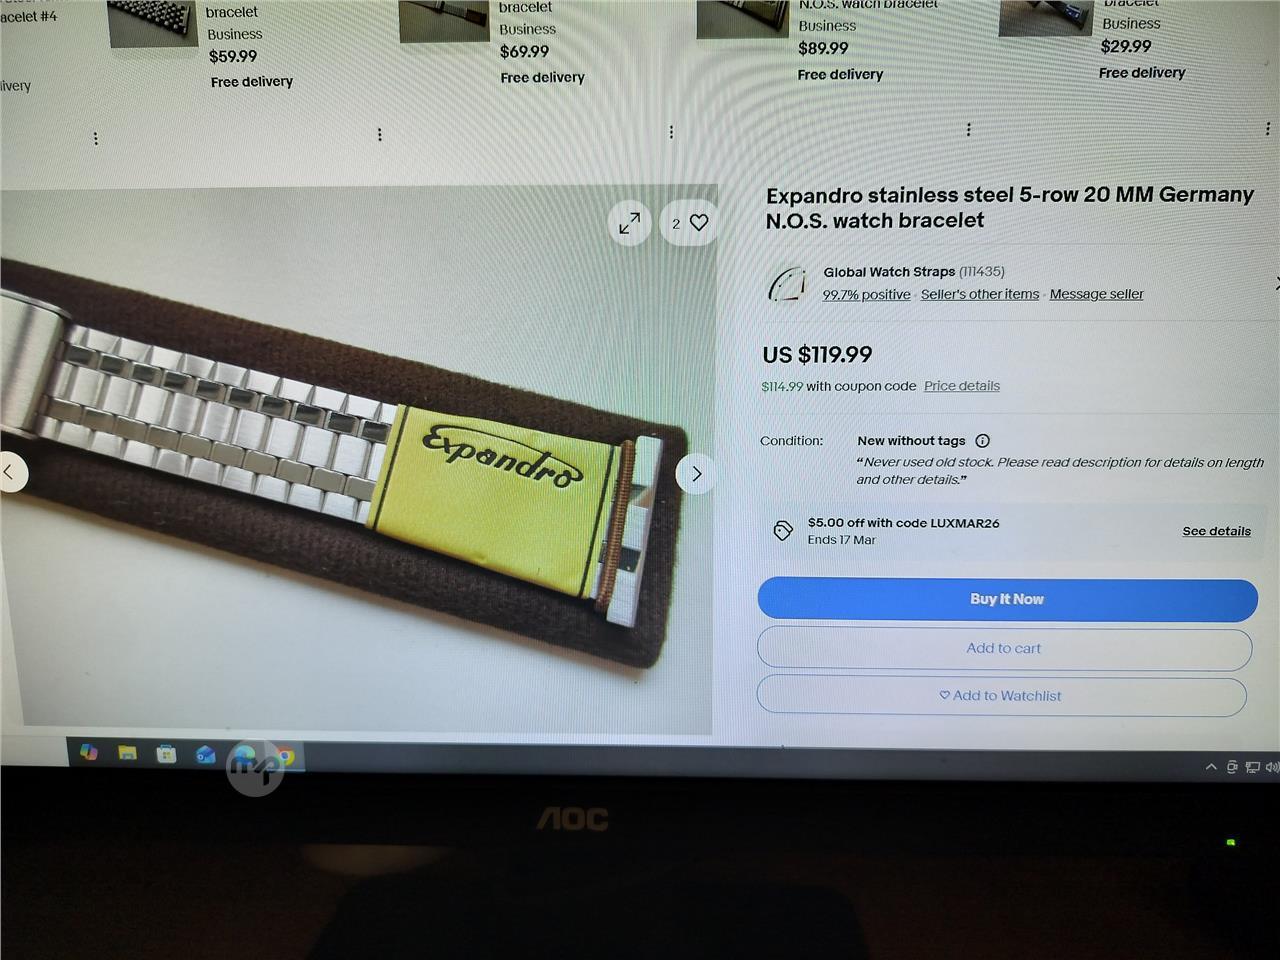 acelet #4
livery
bracelet
Business
$59.99
Free delivery
bracelet
Business
$69.99
Free delivery
N.O.S. watch bracelet
Business
$89.99
Free delivery
bracelet
Business
$29.99
Free delivery
2
Expandro
Expandro stainless steel 5-row 20 MM Germany
N.O.S. watch bracelet
Global Watch Straps (111435)
99.7% positive · Seller's other items · Message seller
US $119.99
$114.99 with coupon code Price details
Condition: New without tags
“Never used old stock. Please read description for details on length
and other details.”
$5.00 off with code LUXMAR26
Ends 17 Mar
See details
Buy It Now
Add to cart
Add to Watchlist
mp
AOC